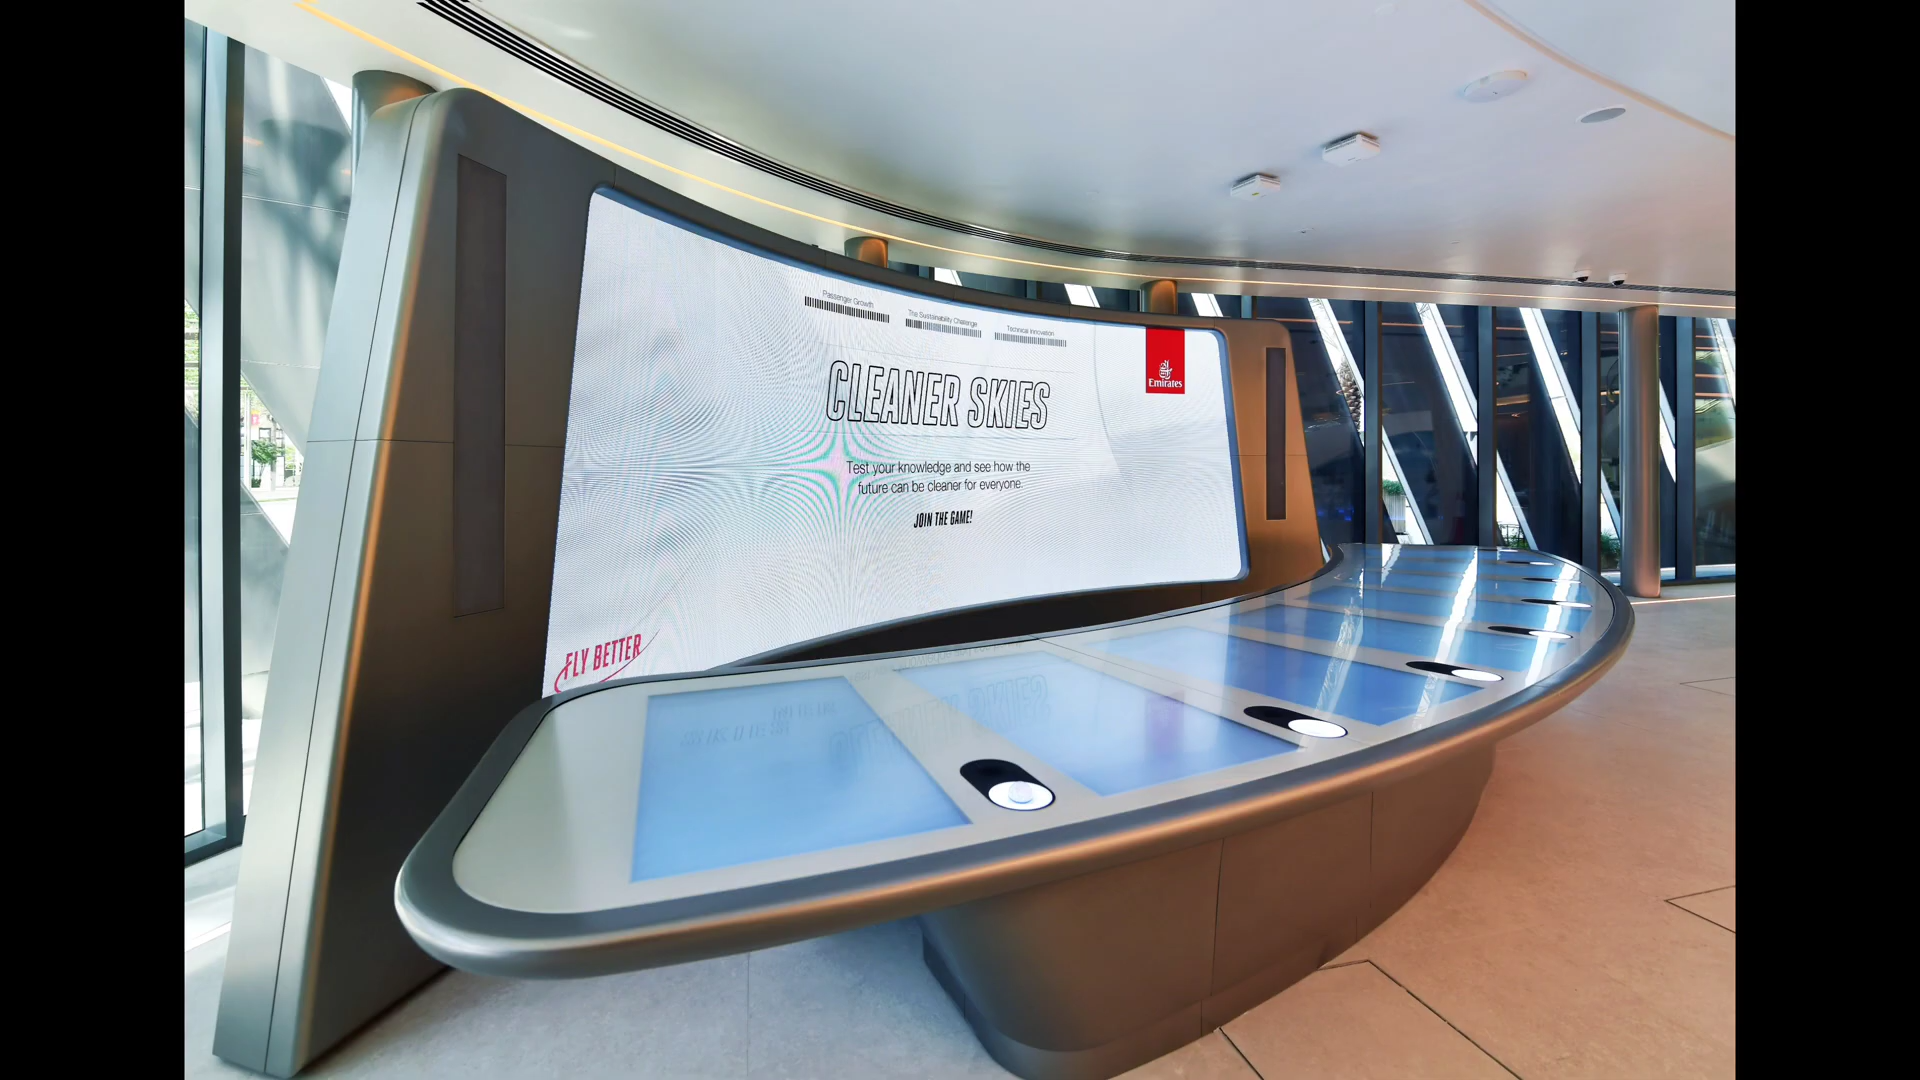 Passenger Growth
The Sustainability Challenge
Technical Innovation
Emirates
CLEANER SKIES
Test your knowledge and see how the
future can be cleaner for everyone.
JOIN THE GAME!
FLY BETTER